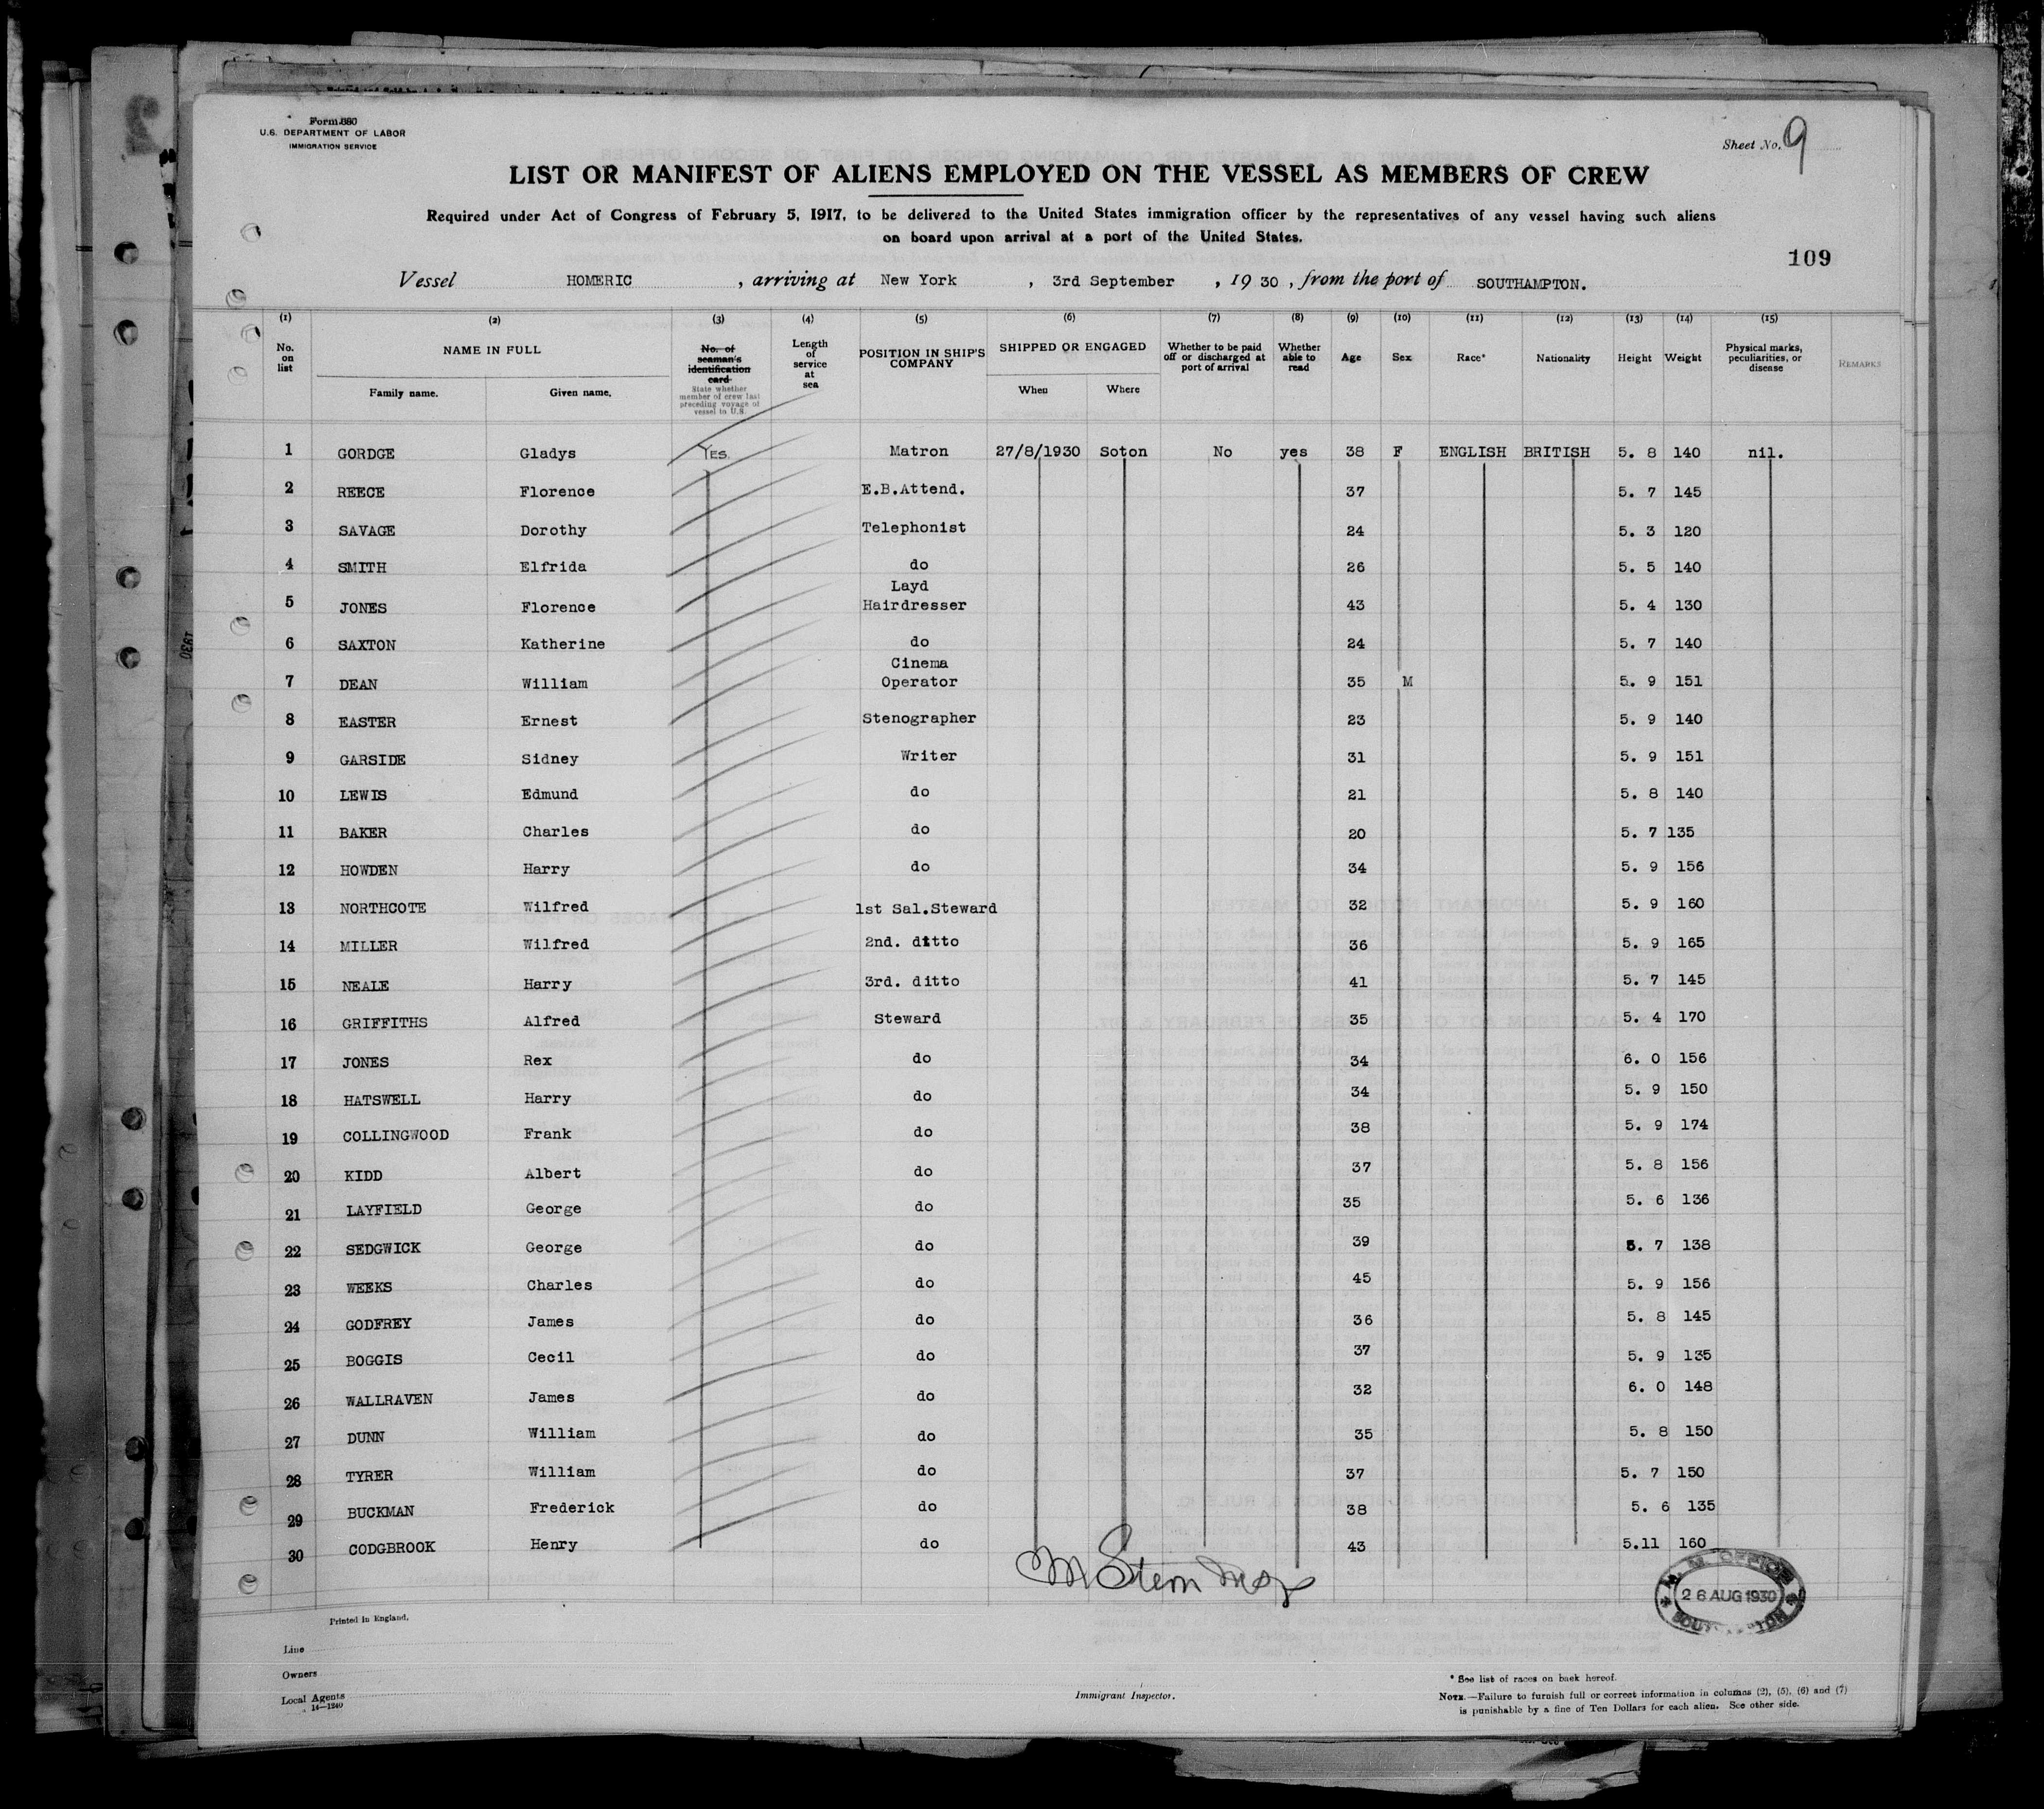 Form 680
U.S. DEPARTMENT OF LABOR
IMMIGRATION SERVICE
Sheet No. 9
LIST OR MANIFEST OF ALIENS EMPLOYED ON THE VESSEL AS MEMBERS OF CREW
Required under Act of Congress of February 5, 1917, to be delivered to the United States immigration officer by the representatives of any vessel having such aliens
on board upon arrival at a port of the United States.
109
Vessel HOMERIC , arriving at New York , 3rd September , 19 30 , from the port of SOUTHAMPTON.
(1) (2) (3) (4) (5) (6) (7) (8) (9) (10) (11) (12) (13) (14) (15)
No. on list NAME IN FULL Family name. Given name. No. of seaman's identification card State whether member of crew last preceding voyage of vessel to U.S. Length of service at sea POSITION IN SHIP'S COMPANY SHIPPED OR ENGAGED When Where Whether to be paid off or discharged at port of arrival Whether able to read Age Sex Race* Nationality Height Weight Physical marks, peculiarities, or disease REMARKS
1 GORDGE Gladys YES. Matron 27/8/1930 Soton No yes 38 F ENGLISH BRITISH 5. 8 140 nil.
2 REECE Florence E.B.Attend. 37 5. 7 145
3 SAVAGE Dorothy Telephonist 24 5. 3 120
4 SMITH Elfrida do 26 5. 5 140
5 JONES Florence Layd Hairdresser 43 5. 4 130
6 SAXTON Katherine do 24 5. 7 140
7 DEAN William Cinema Operator 35 M 5. 9 151
8 EASTER Ernest Stenographer 23 5. 9 140
9 GARSIDE Sidney Writer 31 5. 9 151
10 LEWIS Edmund do 21 5. 8 140
11 BAKER Charles do 20 5. 7 135
12 HOWDEN Harry do 34 5. 9 156
13 NORTHCOTE Wilfred 1st Sal.Steward 32 5. 9 160
14 MILLER Wilfred 2nd. ditto 36 5. 9 165
15 NEALE Harry 3rd. ditto 41 5. 7 145
16 GRIFFITHS Alfred Steward 35 5. 4 170
17 JONES Rex do 34 6. 0 156
18 HATSWELL Harry do 34 5. 9 150
19 COLLINGWOOD Frank do 38 5. 9 174
20 KIDD Albert do 37 5. 8 156
21 LAYFIELD George do 35 5. 6 136
22 SEDGWICK George do 39 5. 7 138
23 WEEKS Charles do 45 5. 9 156
24 GODFREY James do 36 5. 8 145
25 BOGGIS Cecil do 37 5. 9 135
26 WALLRAVEN James do 32 6. 0 148
27 DUNN William do 35 5. 8 150
28 TYRER William do 37 5. 7 150
29 BUCKMAN Frederick do 38 5. 6 135
30 CODGBROOK Henry do 43 5.11 160
M Stern
M. M. OFFICE
26 AUG 1930
SOUTHAMPTON
Printed in England.
Line
Owners
Local Agents
14—1240
Immigrant Inspector.
* See list of races on back hereof.
NOTE.—Failure to furnish full or correct information in columns (2), (5), (6) and (7)
is punishable by a fine of Ten Dollars for each alien. See other side.